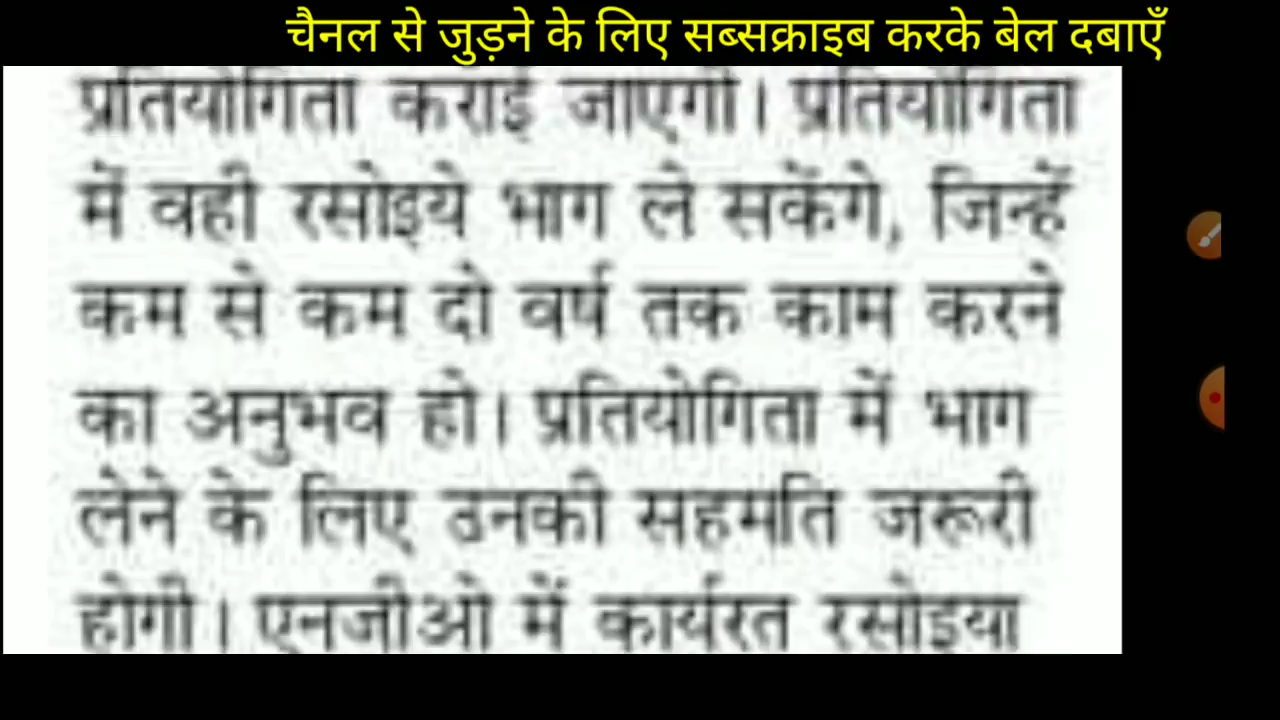 चैनल से जुड़ने के लिए सब्सक्राइब करके बेल दबाएँ
प्रतियोगिता कराई जाएगी। प्रतियोगिता
में वही रसोइये भाग ले सकेंगे, जिन्हें
कम से कम दो वर्ष तक काम करने
का अनुभव हो। प्रतियोगिता में भाग
लेने के लिए उनकी सहमति जरूरी
होगी। एनजीओ में कार्यरत रसोइया